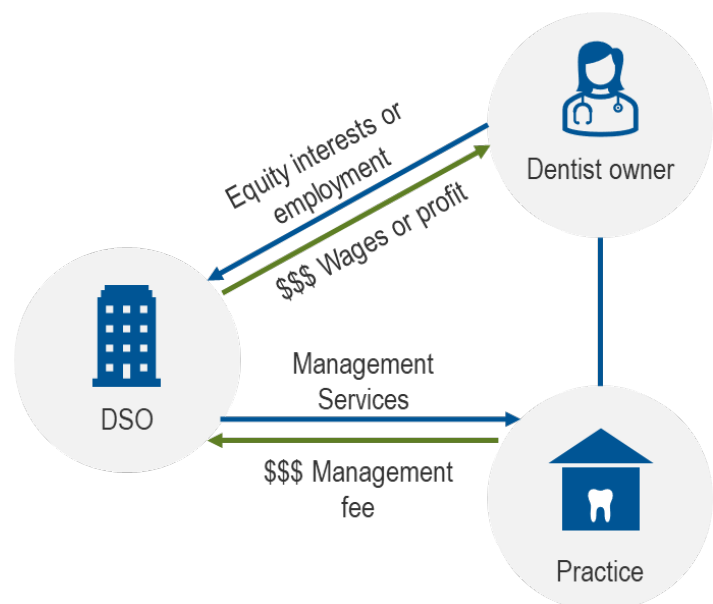 Equity interests or
employment
$$$ Wages or profit
Dentist owner
DSO
Management
Services
$$$ Management
fee
Practice